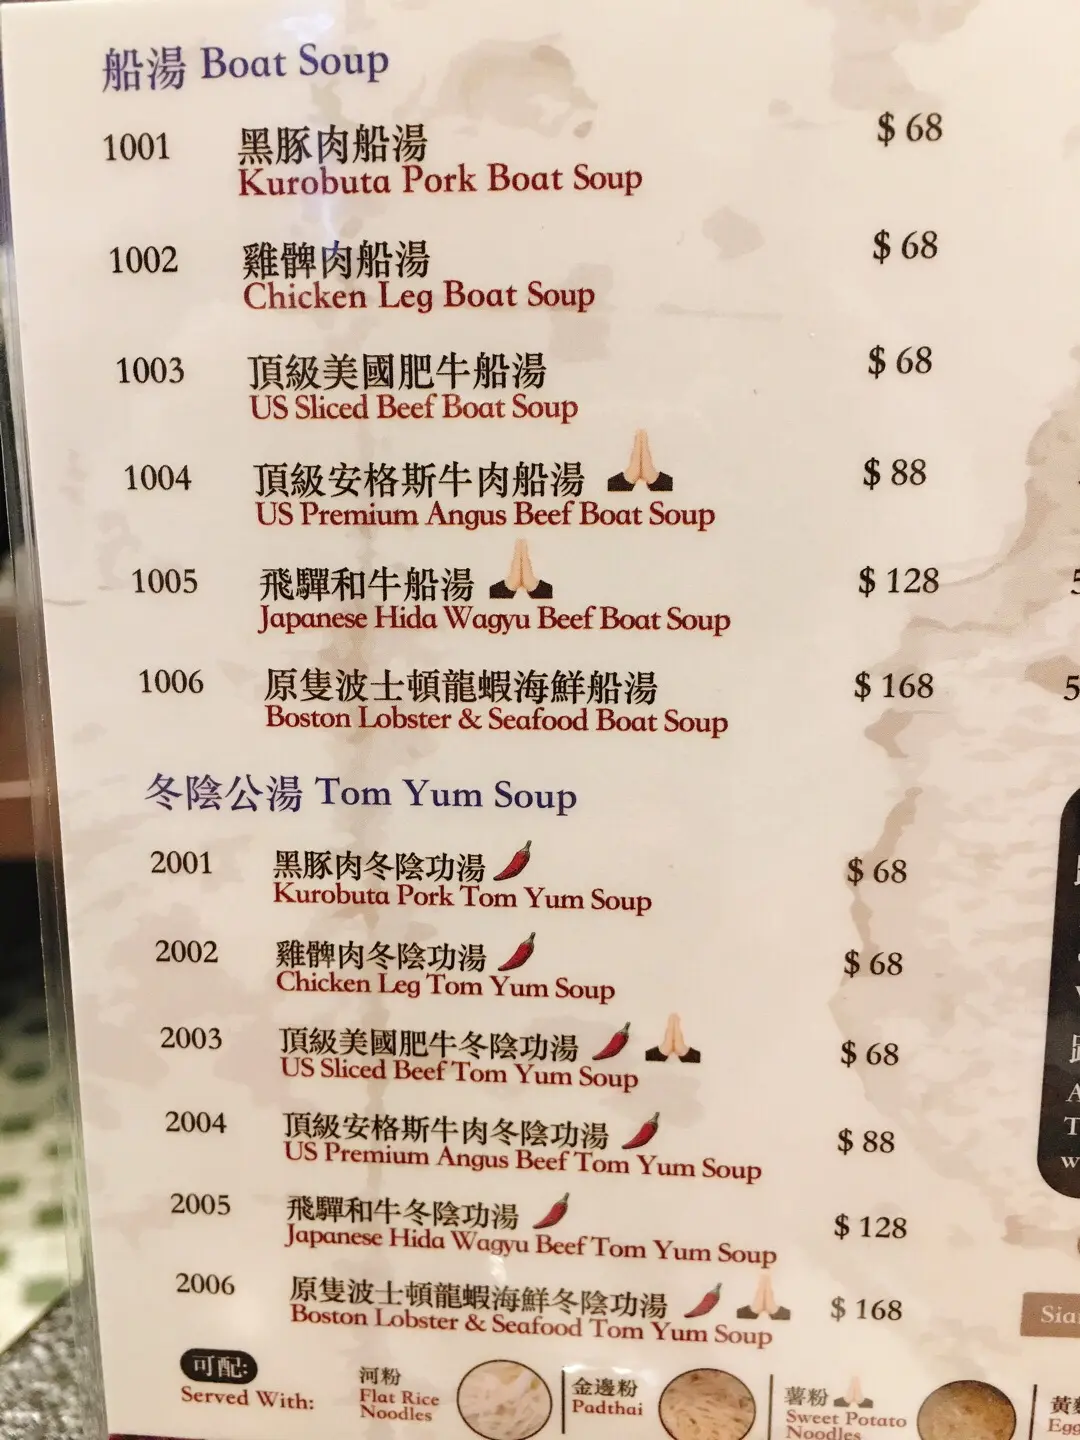 船湯 Boat Soup
1001 黑豚肉船湯 $ 68
Kurobuta Pork Boat Soup
1002 雞髀肉船湯 $ 68
Chicken Leg Boat Soup
1003 頂級美國肥牛船湯 $ 68
US Sliced Beef Boat Soup
1004 頂級安格斯牛肉船湯 $ 88
US Premium Angus Beef Boat Soup
1005 飛驒和牛船湯 $ 128
Japanese Hida Wagyu Beef Boat Soup
1006 原隻波士頓龍蝦海鮮船湯 $ 168
Boston Lobster & Seafood Boat Soup
冬陰公湯 Tom Yum Soup
2001 黑豚肉冬陰功湯 $ 68
Kurobuta Pork Tom Yum Soup
2002 雞髀肉冬陰功湯 $ 68
Chicken Leg Tom Yum Soup
2003 頂級美國肥牛冬陰功湯 $ 68
US Sliced Beef Tom Yum Soup
2004 頂級安格斯牛肉冬陰功湯 $ 88
US Premium Angus Beef Tom Yum Soup
2005 飛驒和牛冬陰功湯 $ 128
Japanese Hida Wagyu Beef Tom Yum Soup
2006 原隻波士頓龍蝦海鮮冬陰功湯 $ 168
Boston Lobster & Seafood Tom Yum Soup
可配:
Served With:
河粉
Flat Rice
Noodles
金邊粉
Padthai
薯粉
Sweet Potato
Noodles